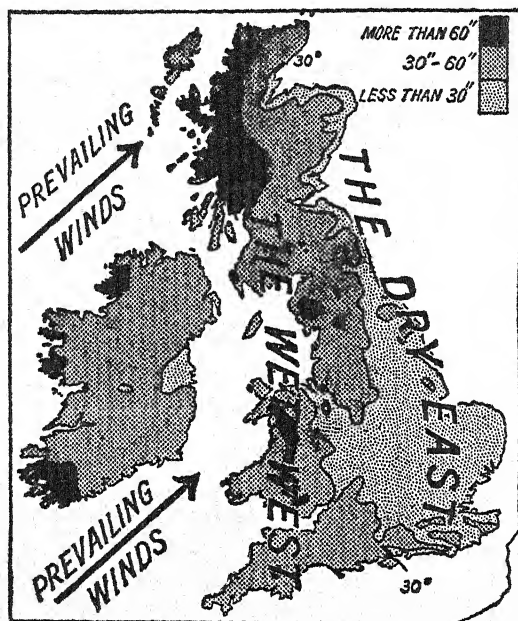 MORE THAN 60"
30"-60"
LESS THAN 30"
30"
PREVAILING
WINDS
THE DRY EAST
THE WET WEST
PREVAILING
WINDS
30"